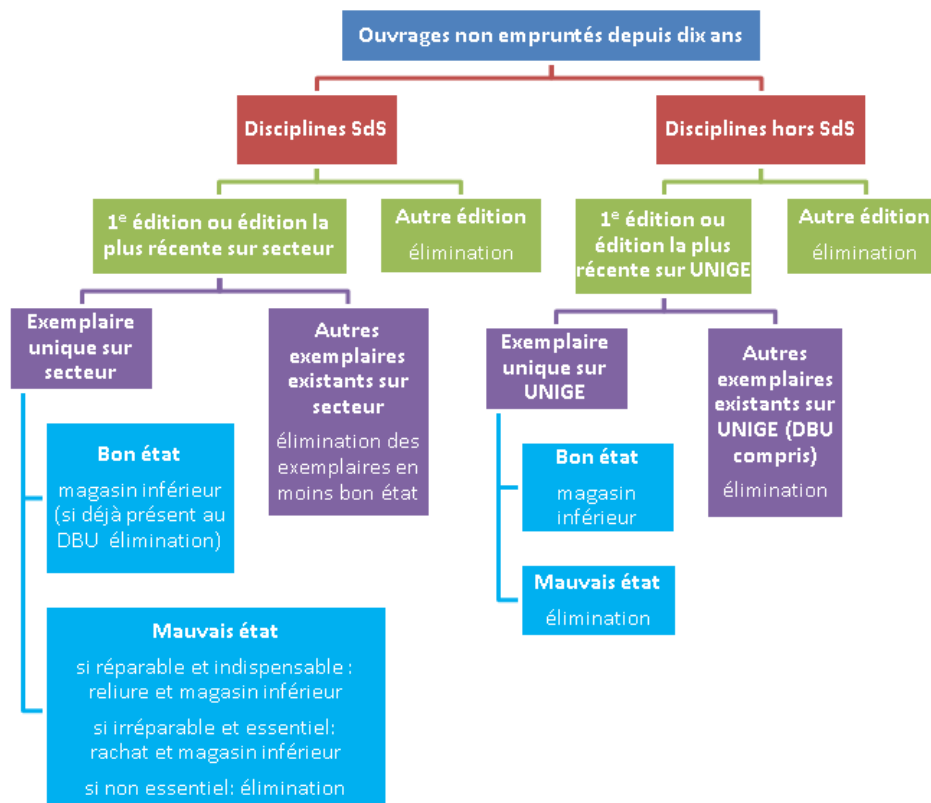 Ouvrages non empruntés depuis dix ans
Disciplines SdS
Disciplines hors SdS
1e édition ou édition la
plus récente sur secteur
Autre édition
élimination
1e édition ou
édition la plus
récente sur UNIGE
Autre édition
élimination
Exemplaire
unique sur
secteur
Autres
exemplaires
existants sur
secteur
élimination des
exemplaires en
moins bon état
Exemplaire
unique sur
UNIGE
Autres
exemplaires
existants sur
UNIGE (DBU
compris)
élimination
Bon état
magasin inférieur
(si déjà présent au
DBU élimination)
Bon état
magasin
inférieur
Mauvais état
si réparable et indispensable :
reliure et magasin inférieur
si irréparable et essentiel:
rachat et magasin inférieur
si non essentiel: élimination
Mauvais état
élimination